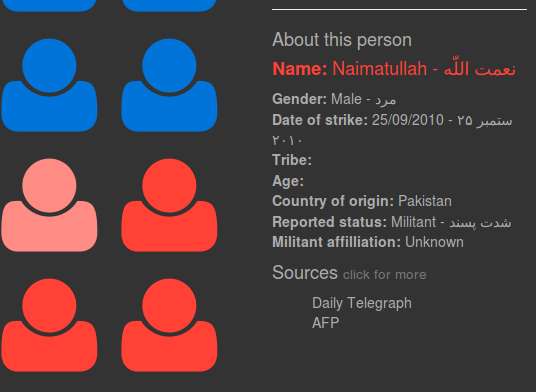 About this person
Name: Naimatullah - نعمت اللّه
Gender: Male - مرد
Date of strike: 25/09/2010 - ۲۵ ستمبر
۲۰۱۰
Tribe:
Age:
Country of origin: Pakistan
Reported status: Militant - شدت پسند
Militant affilliation: Unknown
Sources click for more
Daily Telegraph
AFP